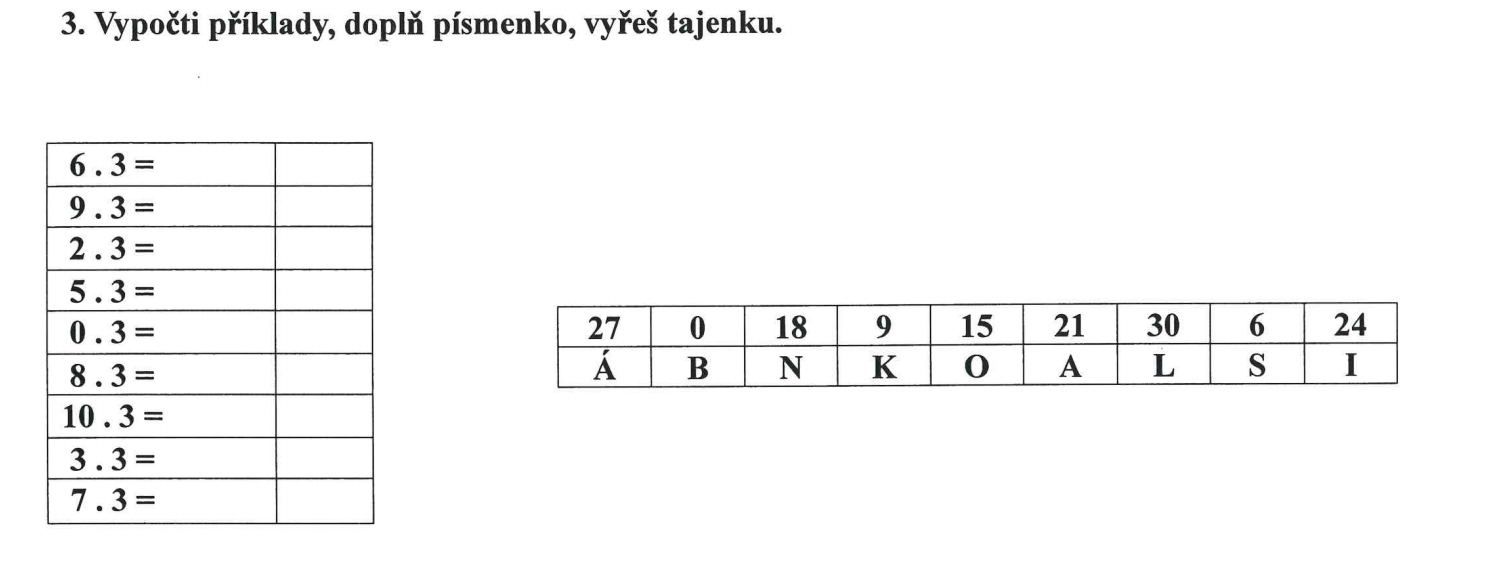 3. Vypočti příklady, doplň písmenko, vyřeš tajenku.
6 . 3 =
9 . 3 =
2 . 3 =
5 . 3 =
0 . 3 =
8 . 3 =
10 . 3 =
3 . 3 =
7 . 3 =
27 0 18 9 15 21 30 6 24
Á B N K O A L S I